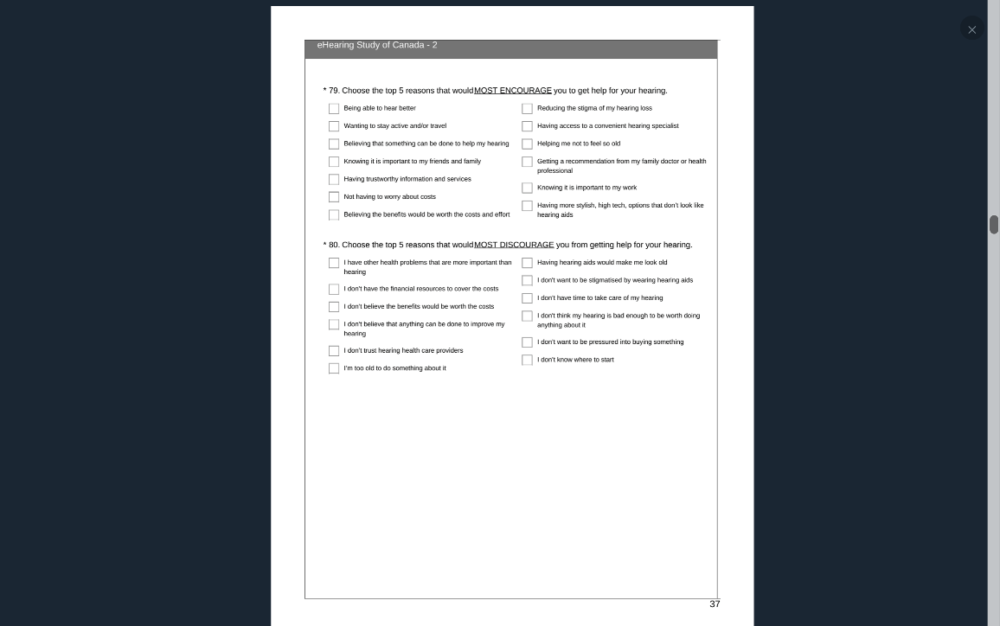 eHearing Study of Canada - 2
* 79. Choose the top 5 reasons that would MOST ENCOURAGE you to get help for your hearing.
Being able to hear better
Wanting to stay active and/or travel
Believing that something can be done to help my hearing
Knowing it is important to my friends and family
Having trustworthy information and services
Not having to worry about costs
Believing the benefits would be worth the costs and effort
Reducing the stigma of my hearing loss
Having access to a convenient hearing specialist
Helping me not to feel so old
Getting a recommendation from my family doctor or health
professional
Knowing it is important to my work
Having more stylish, high tech, options that don't look like
hearing aids
* 80. Choose the top 5 reasons that would MOST DISCOURAGE you from getting help for your hearing.
I have other health problems that are more important than
hearing
I don't have the financial resources to cover the costs
I don't believe the benefits would be worth the costs
I don't believe that anything can be done to improve my
hearing
I don't trust hearing health care providers
I'm too old to do something about it
Having hearing aids would make me look old
I don't want to be stigmatised by wearing hearing aids
I don't have time to take care of my hearing
I don't think my hearing is bad enough to be worth doing
anything about it
I don't want to be pressured into buying something
I don't know where to start
37